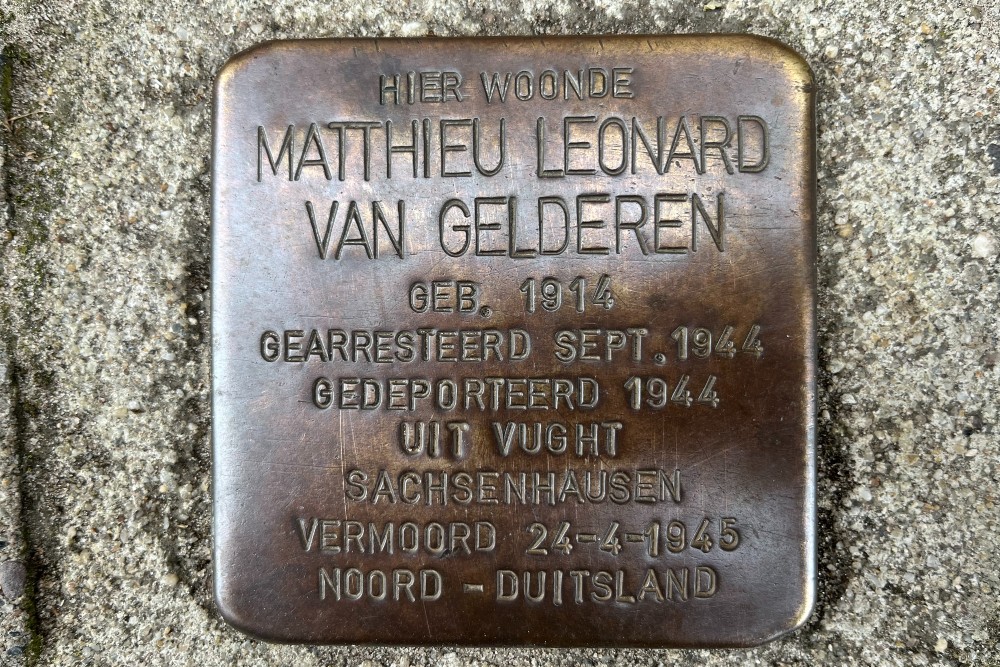 HIER WOONDE
MATTHIEU LEONARD
VAN GELDEREN
GEB. 1914
GEARRESTEERD SEPT. 1944
GEDEPORTEERD 1944
UIT VUGHT
SACHSENHAUSEN
VERMOORD 24-4-1945
NOORD - DUITSLAND